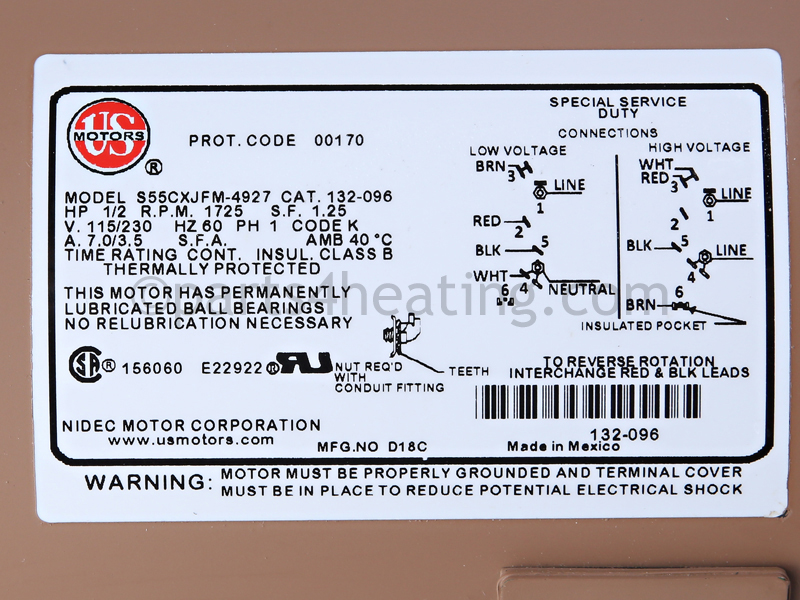 US
MOTORS
®
PROT. CODE 00170
MODEL S55CXJFM-4927 CAT. 132-096
HP 1/2 R.P.M. 1725 S.F. 1.25
V. 115/230 HZ 60 PH 1 CODE K
A. 7.0/3.5 S.F.A. AMB 40 °C
TIME RATING CONT. INSUL. CLASS B
THERMALLY PROTECTED
THIS MOTOR HAS PERMANENTLY
LUBRICATED BALL BEARINGS
NO RELUBRICATION NECESSARY
SPECIAL SERVICE
DUTY
CONNECTIONS
LOW VOLTAGE
BRN 3
LINE
1
RED 2
BLK 5
WHT 4
6
NEUTRAL
HIGH VOLTAGE
WHT
RED 3
1
LINE
2
BLK 5
LINE
4
BRN 6
INSULATED POCKET
©parts4heating.com
SA ® 156060 E22922 ® RU
NUT REQ'D
WITH
CONDUIT FITTING
TEETH
TO REVERSE ROTATION
INTERCHANGE RED & BLK LEADS
NIDEC MOTOR CORPORATION
www.usmotors.com
MFG.NO D18C
132-096
Made in Mexico
WARNING: MOTOR MUST BE PROPERLY GROUNDED AND TERMINAL COVER
MUST BE IN PLACE TO REDUCE POTENTIAL ELECTRICAL SHOCK